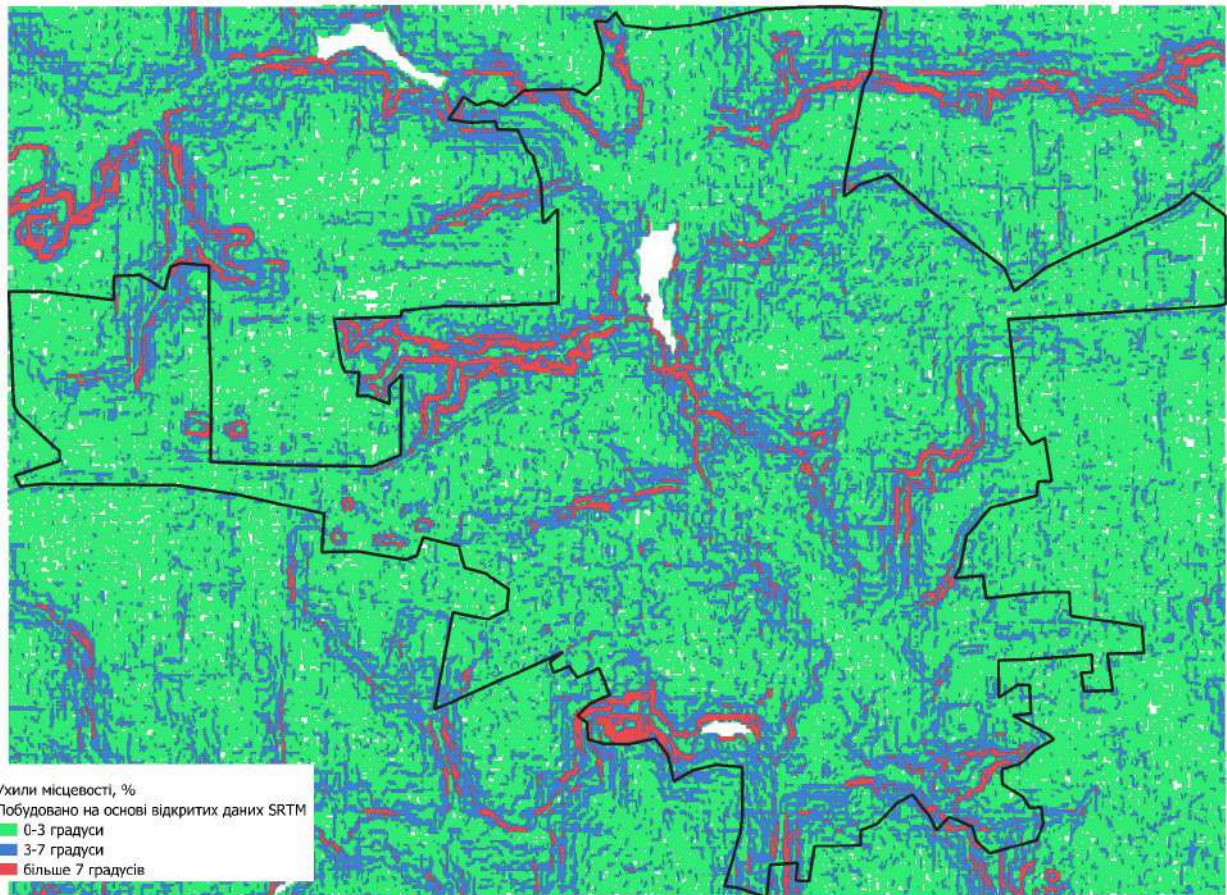 Ухили місцевості, %
Побудовано на основі відкритих даних SRTM
0-3 градуси
3-7 градуси
більше 7 градусів